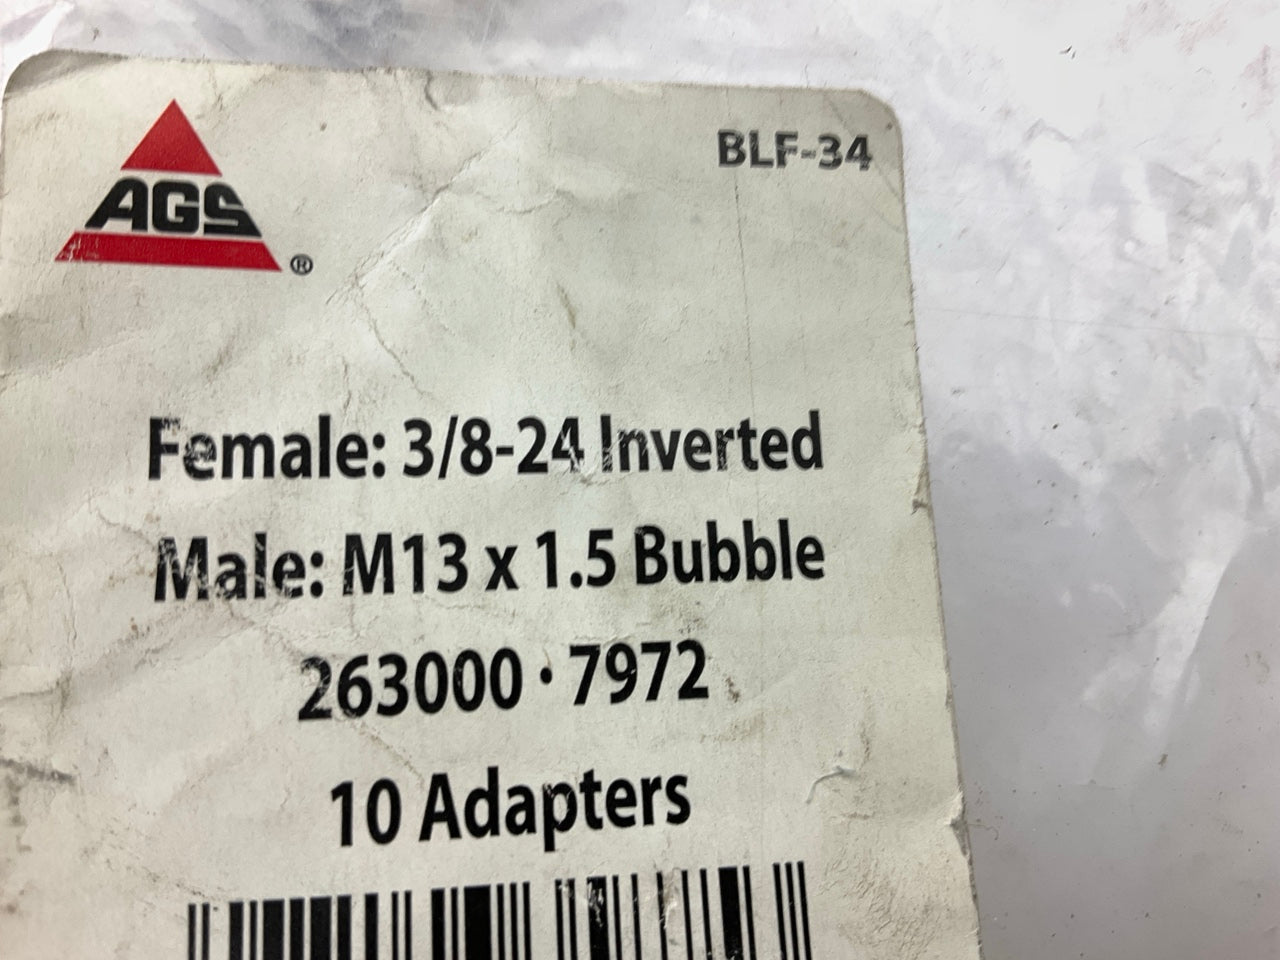 AGS ®
BLF-34
Female: 3/8-24 Inverted
Male: M13 x 1.5 Bubble
263000 · 7972
10 Adapters